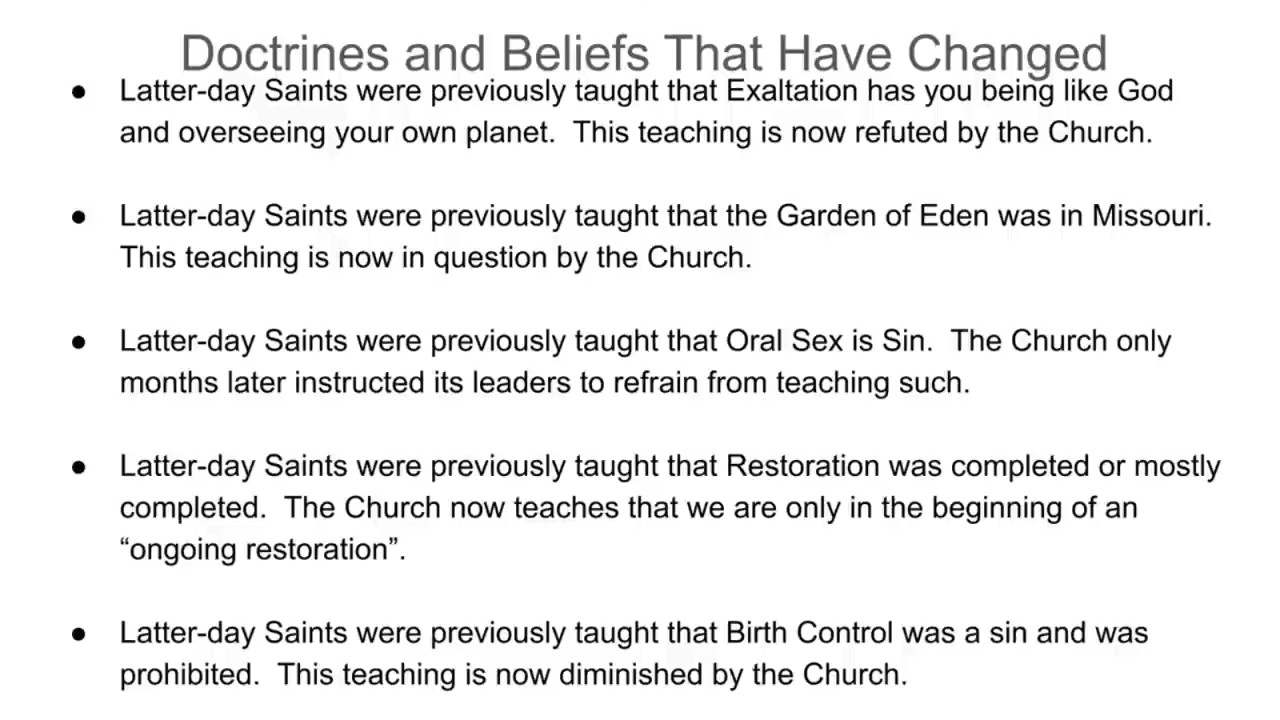 Doctrines and Beliefs That Have Changed
● Latter-day Saints were previously taught that Exaltation has you being like God
and overseeing your own planet.  This teaching is now refuted by the Church.
● Latter-day Saints were previously taught that the Garden of Eden was in Missouri.
This teaching is now in question by the Church.
● Latter-day Saints were previously taught that Oral Sex is Sin.  The Church only
months later instructed its leaders to refrain from teaching such.
● Latter-day Saints were previously taught that Restoration was completed or mostly
completed.  The Church now teaches that we are only in the beginning of an
“ongoing restoration”.
● Latter-day Saints were previously taught that Birth Control was a sin and was
prohibited.  This teaching is now diminished by the Church.